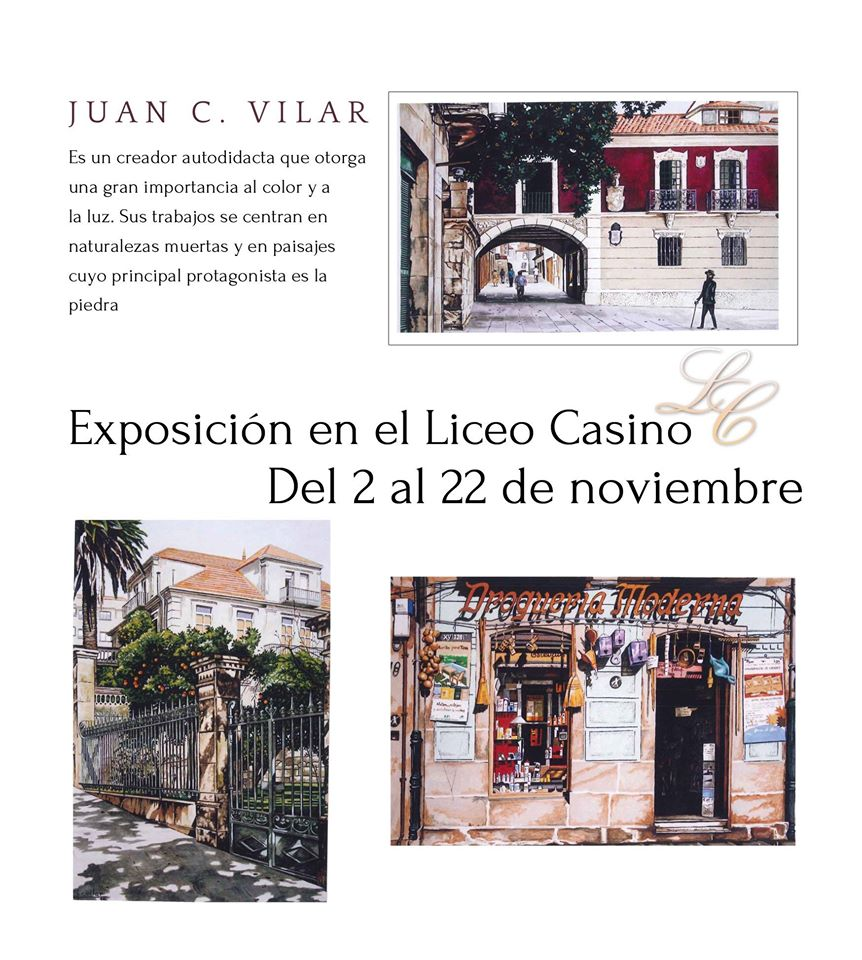 JUAN C. VILAR
Es un creador autodidacta que otorga
una gran importancia al color y a
la luz. Sus trabajos se centran en
naturalezas muertas y en paisajes
cuyo principal protagonista es la
piedra
LC
Exposición en el Liceo Casino
Del 2 al 22 de noviembre
Drogueria Moderna